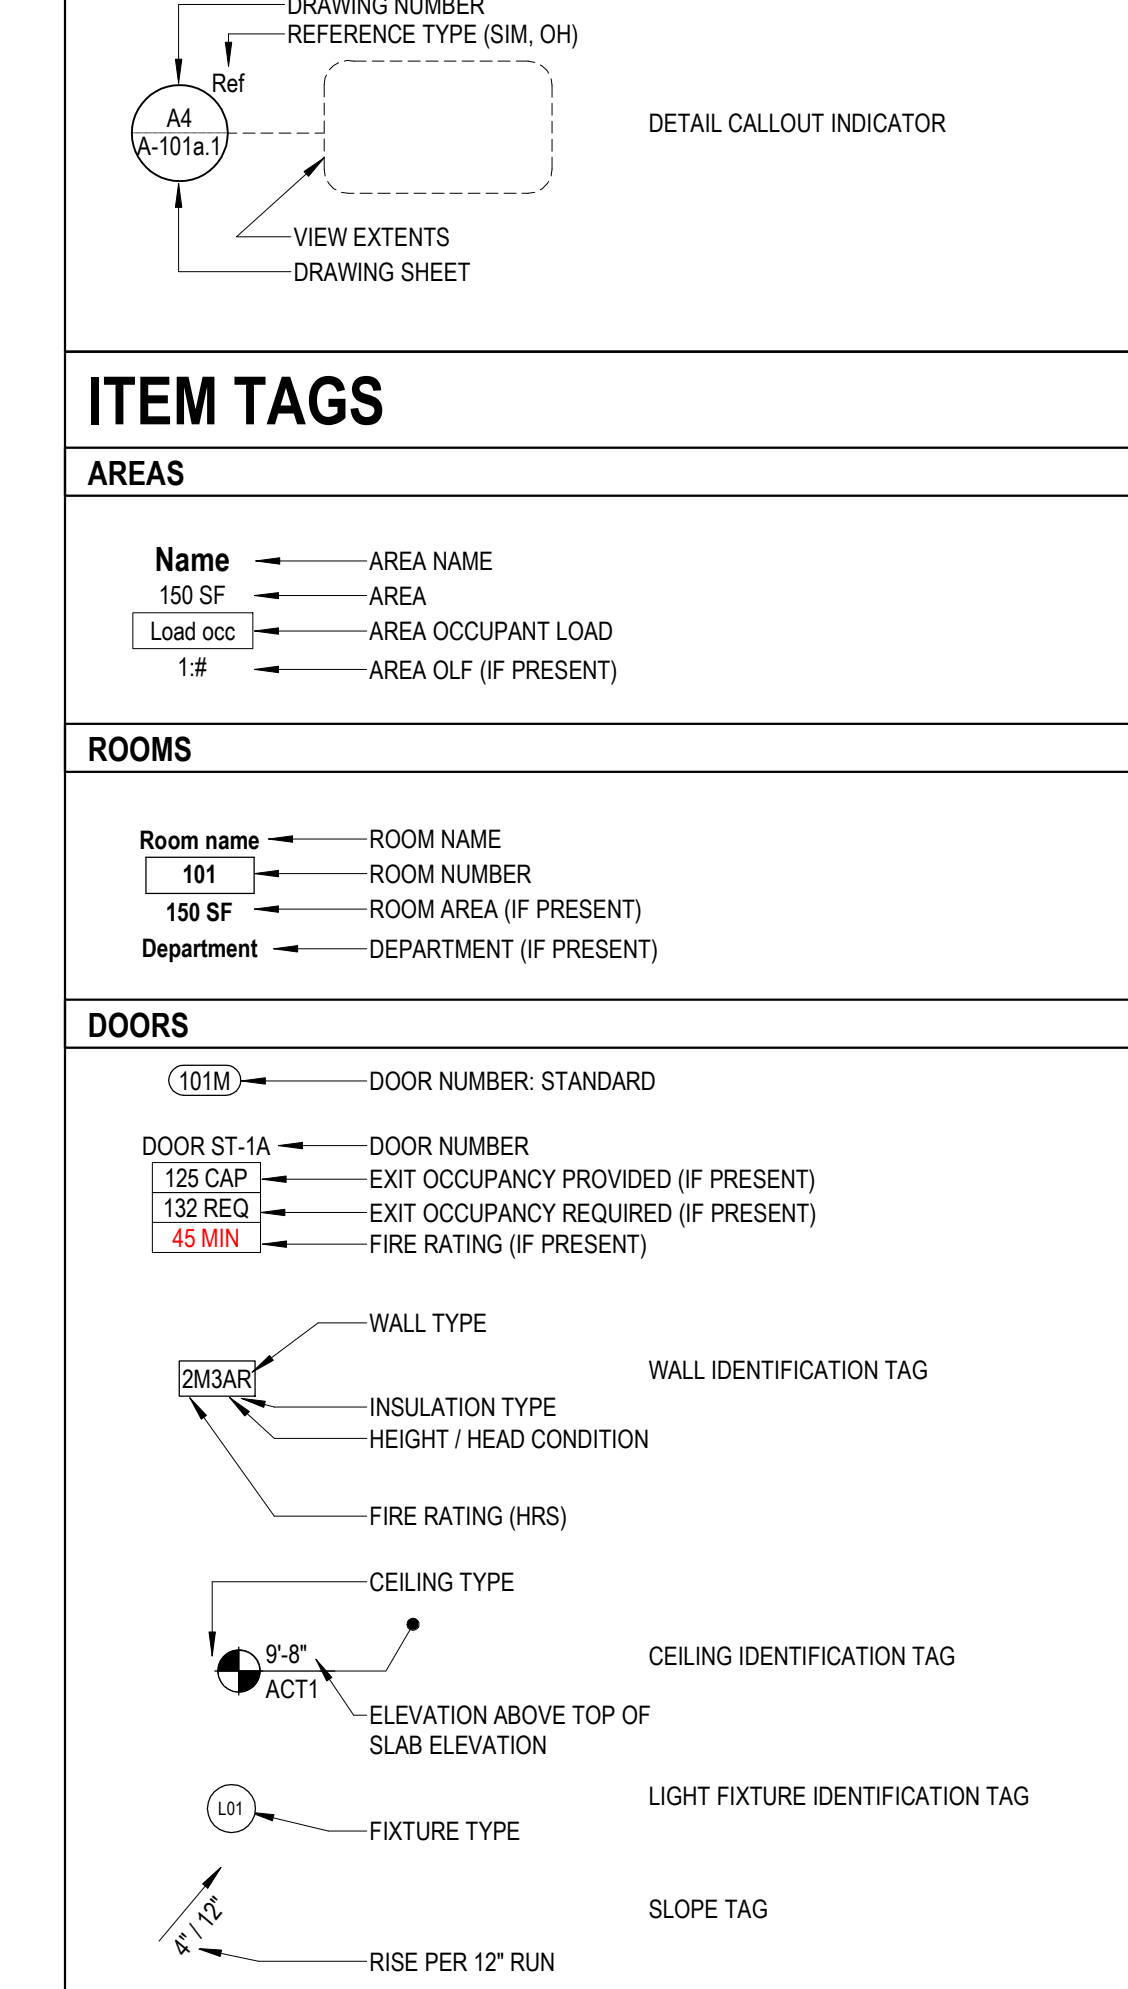 DRAWING NUMBER
REFERENCE TYPE (SIM, OH)
Ref
A4
A-101a.1
DETAIL CALLOUT INDICATOR
VIEW EXTENTS
DRAWING SHEET
ITEM TAGS
AREAS
Name AREA NAME
150 SF AREA
Load occ AREA OCCUPANT LOAD
1:# AREA OLF (IF PRESENT)
ROOMS
Room name ROOM NAME
101 ROOM NUMBER
150 SF ROOM AREA (IF PRESENT)
Department DEPARTMENT (IF PRESENT)
DOORS
101M DOOR NUMBER: STANDARD
DOOR ST-1A DOOR NUMBER
125 CAP EXIT OCCUPANCY PROVIDED (IF PRESENT)
132 REQ EXIT OCCUPANCY REQUIRED (IF PRESENT)
45 MIN FIRE RATING (IF PRESENT)
WALL TYPE
2M3AR
WALL IDENTIFICATION TAG
INSULATION TYPE
HEIGHT / HEAD CONDITION
FIRE RATING (HRS)
CEILING TYPE
9'-8"
ACT1
CEILING IDENTIFICATION TAG
ELEVATION ABOVE TOP OF
SLAB ELEVATION
LIGHT FIXTURE IDENTIFICATION TAG
L01
FIXTURE TYPE
4" / 12"
SLOPE TAG
RISE PER 12" RUN